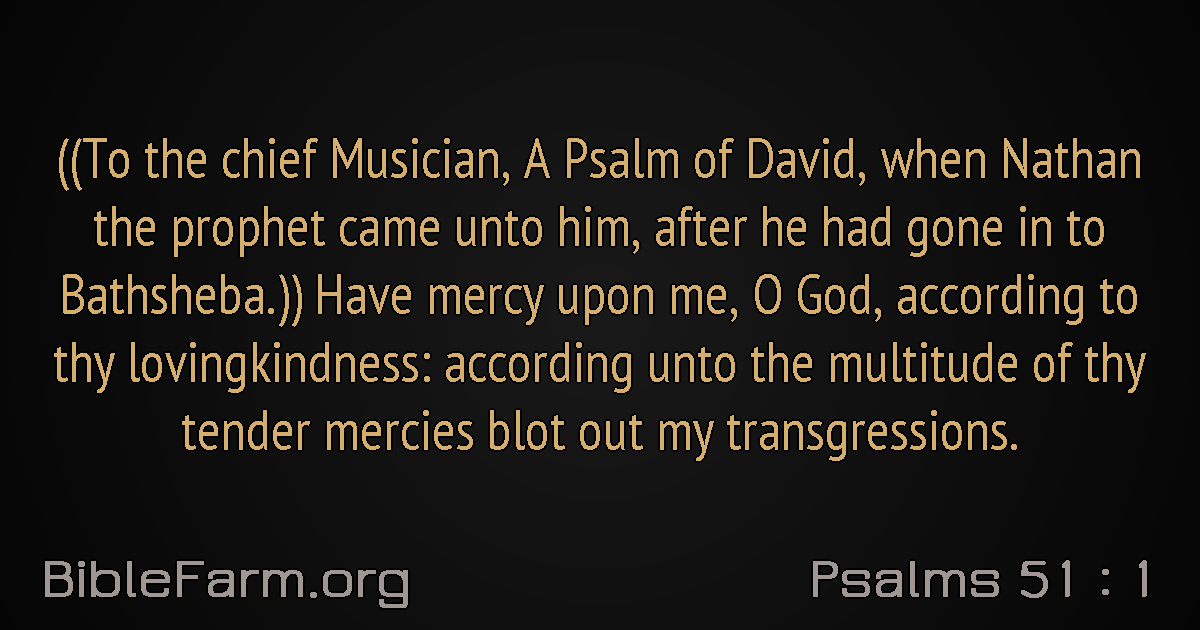 ((To the chief Musician, A Psalm of David, when Nathan
the prophet came unto him, after he had gone in to
Bathsheba.)) Have mercy upon me, O God, according to
thy lovingkindness: according unto the multitude of thy
tender mercies blot out my transgressions.
BibleFarm.org
Psalms 51 : 1